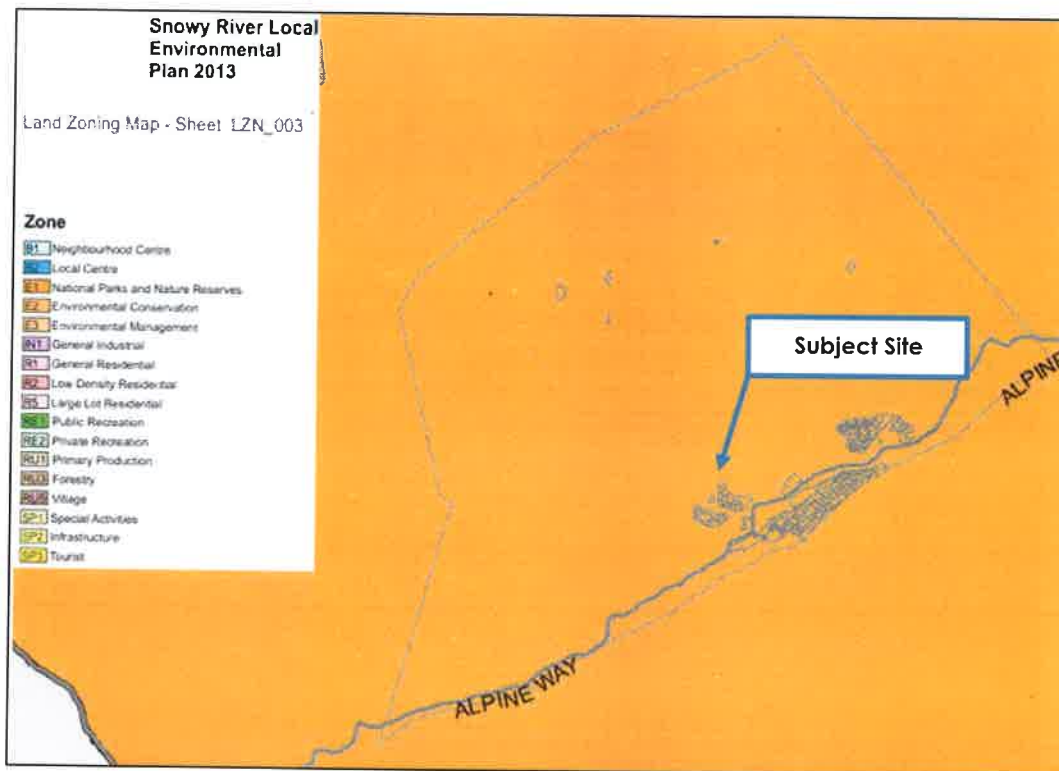 Snowy River Local
Environmental
Plan 2013
Land Zoning Map - Sheet LZN_003
Zone
B1 Neighbourhood Centre
B2 Local Centre
E1 National Parks and Nature Reserves
E2 Environmental Conservation
E3 Environmental Management
IN1 General Industrial
R1 General Residential
R2 Low Density Residential
R5 Large Lot Residential
RE1 Public Recreation
RE2 Private Recreation
RU1 Primary Production
RU3 Forestry
RU5 Village
SP1 Special Activities
SP2 Infrastructure
SP3 Tourist
Subject Site
ALPINE
ALPINE WAY